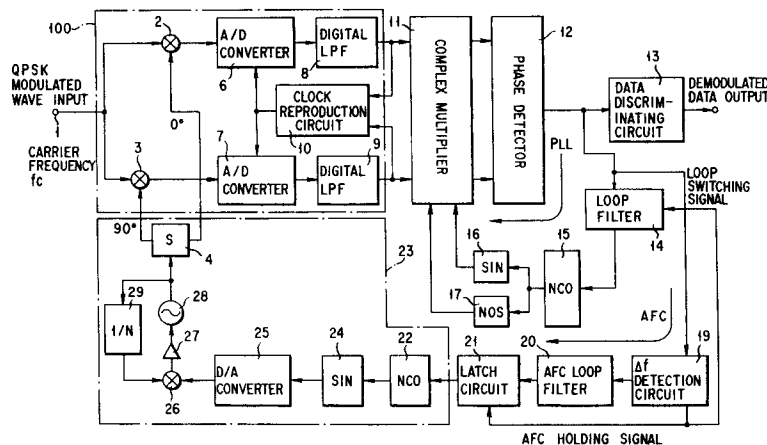 100
2
A/D
CONVERTER
6
DIGITAL
LPF
8
11
COMPLEX MULTIPLIER
12
PHASE DETECTOR
13
DATA
DISCRIM-
INATING
CIRCUIT
DEMODULATED
DATA OUTPUT
QPSK
MODULATED
WAVE INPUT
1
CARRIER
FREQUENCY
fc
0°
CLOCK
REPRODUCTION
CIRCUIT
10
3
7
A/D
CONVERTER
DIGITAL
LPF
9
PLL
LOOP
SWITCHING
SIGNAL
LOOP
FILTER
14
90°
S
4
23
16
SIN
15
NCO
17
NOS
AFC
29
1/N
28
27
26
25
D/A
CONVERTER
24
SIN
22
NCO
21
LATCH
CIRCUIT
20
AFC LOOP
FILTER
19
Δf
DETECTION
CIRCUIT
AFC HOLDING SIGNAL